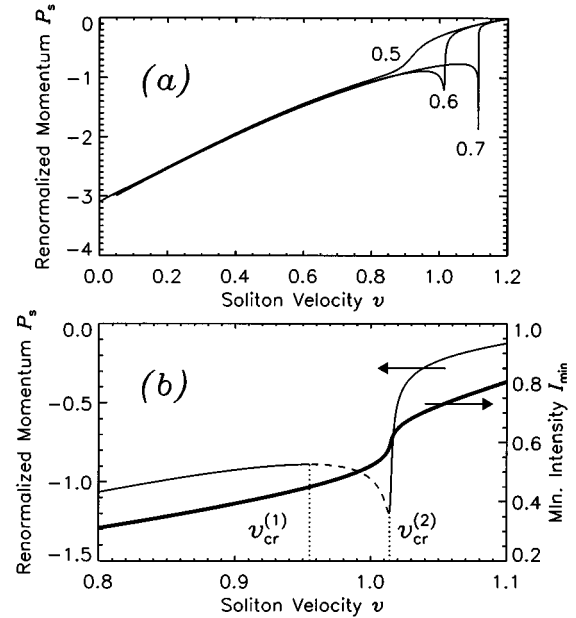 Renormalized Momentum Ps
0
-1
-2
-3
-4
(a)
0.5
0.6
0.7
0.0 0.2 0.4 0.6 0.8 1.0 1.2
Soliton Velocity v
Renormalized Momentum Ps
0.0
-0.5
-1.0
-1.5
(b)
v_cr^(1)
v_cr^(2)
1.0
0.8
0.6
0.4
0.2
MIn. Intensity I_min
0.8 0.9 1.0 1.1
Soliton Velocity v